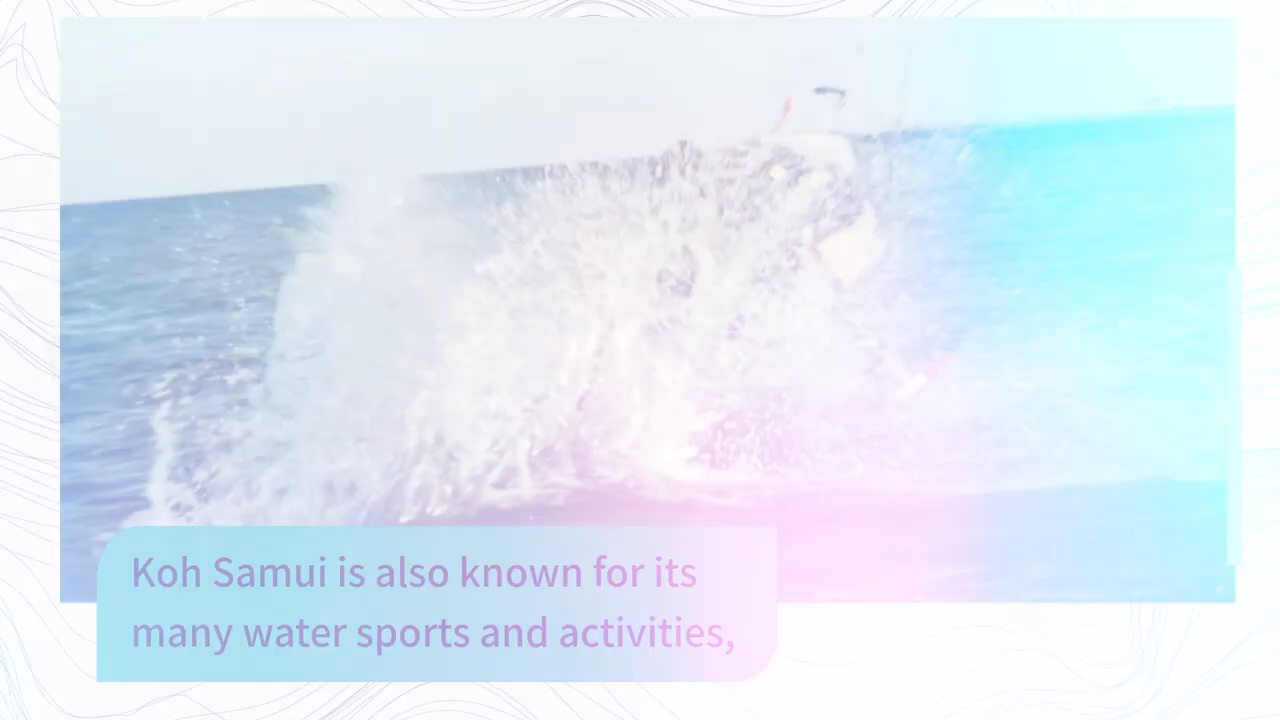 Koh Samui is also known for its
many water sports and activities,